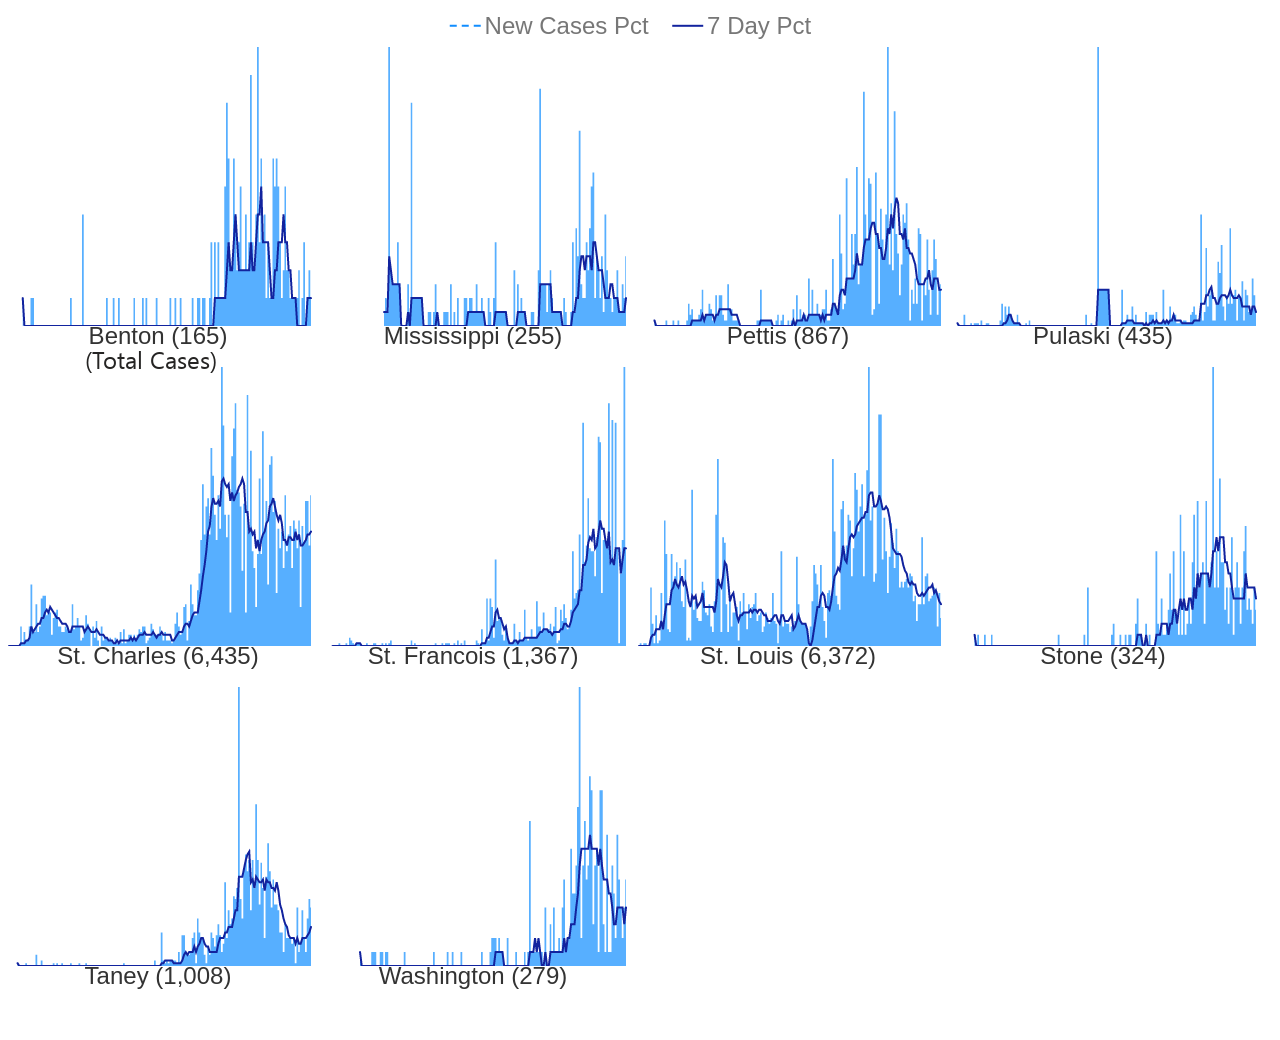 New Cases Pct 7 Day Pct
Benton (165) Mississippi (255) Pettis (867) Pulaski (435)
(Total Cases)
St. Charles (6,435) St. Francois (1,367) St. Louis (6,372) Stone (324)
Taney (1,008) Washington (279)